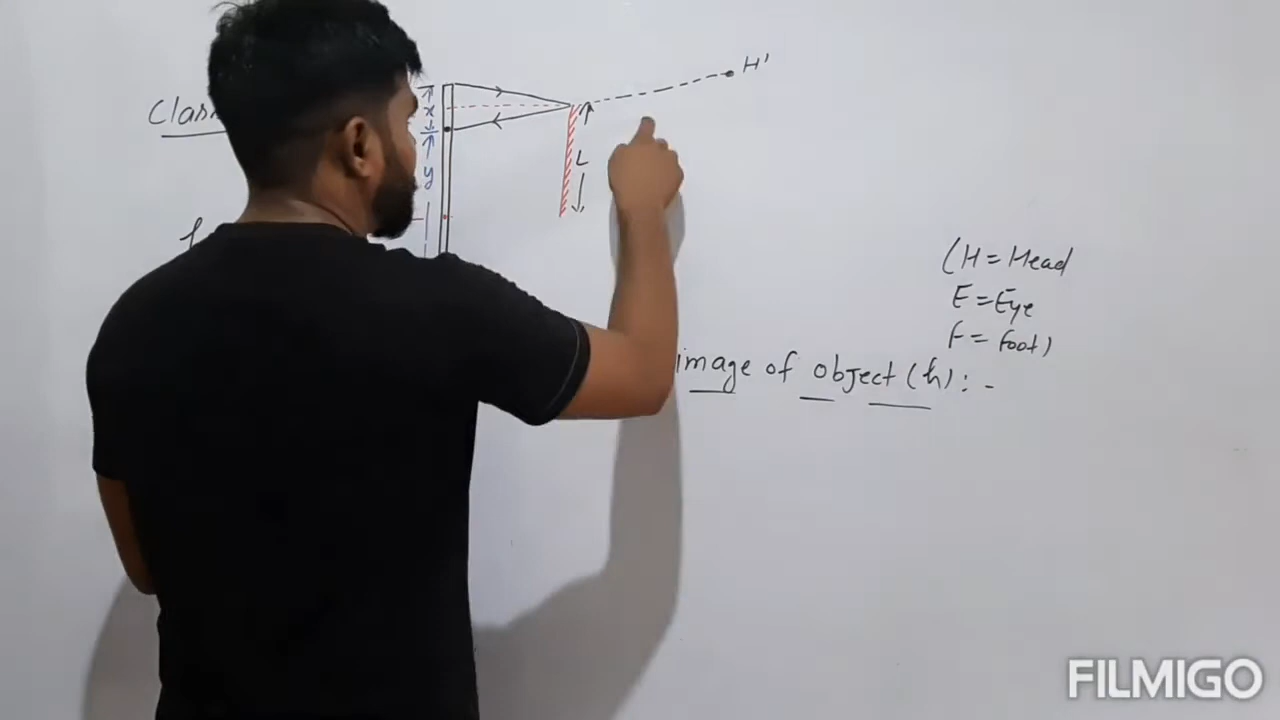 H'
x
y
L
(H = Head
E = Eye
F = Foot)
image of object (h) : -
FILMIGO